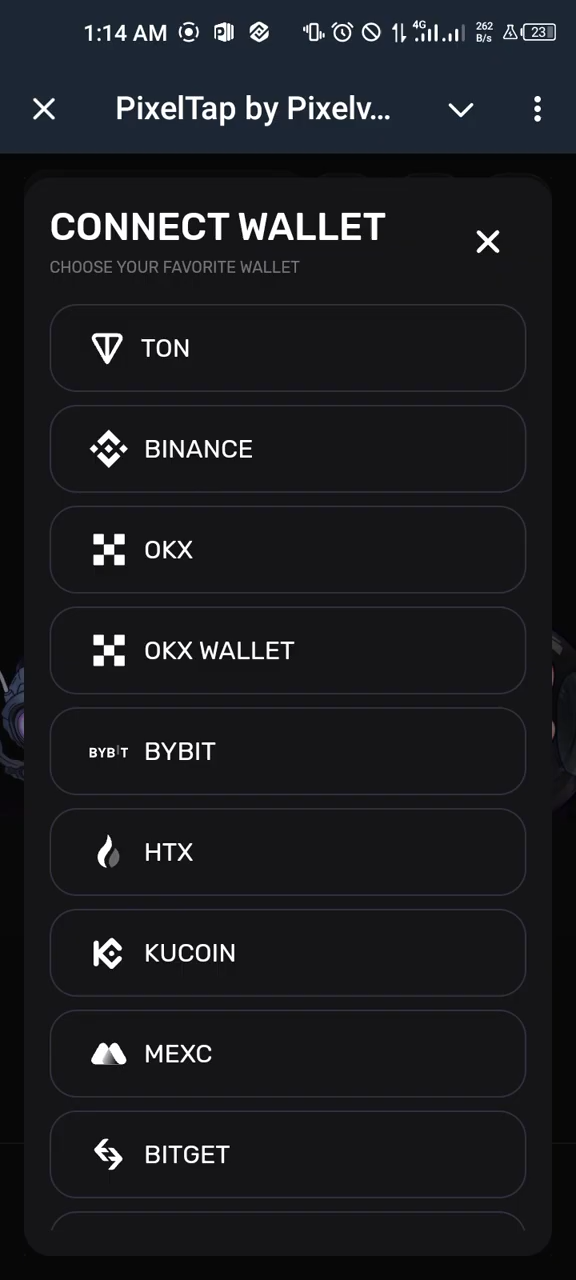 1:14 AM
4G
262
B/s
23
PixelTap by Pixelv...
CONNECT WALLET
CHOOSE YOUR FAVORITE WALLET
TON
BINANCE
OKX
OKX WALLET
BYBIT BYBIT
HTX
KUCOIN
MEXC
BITGET